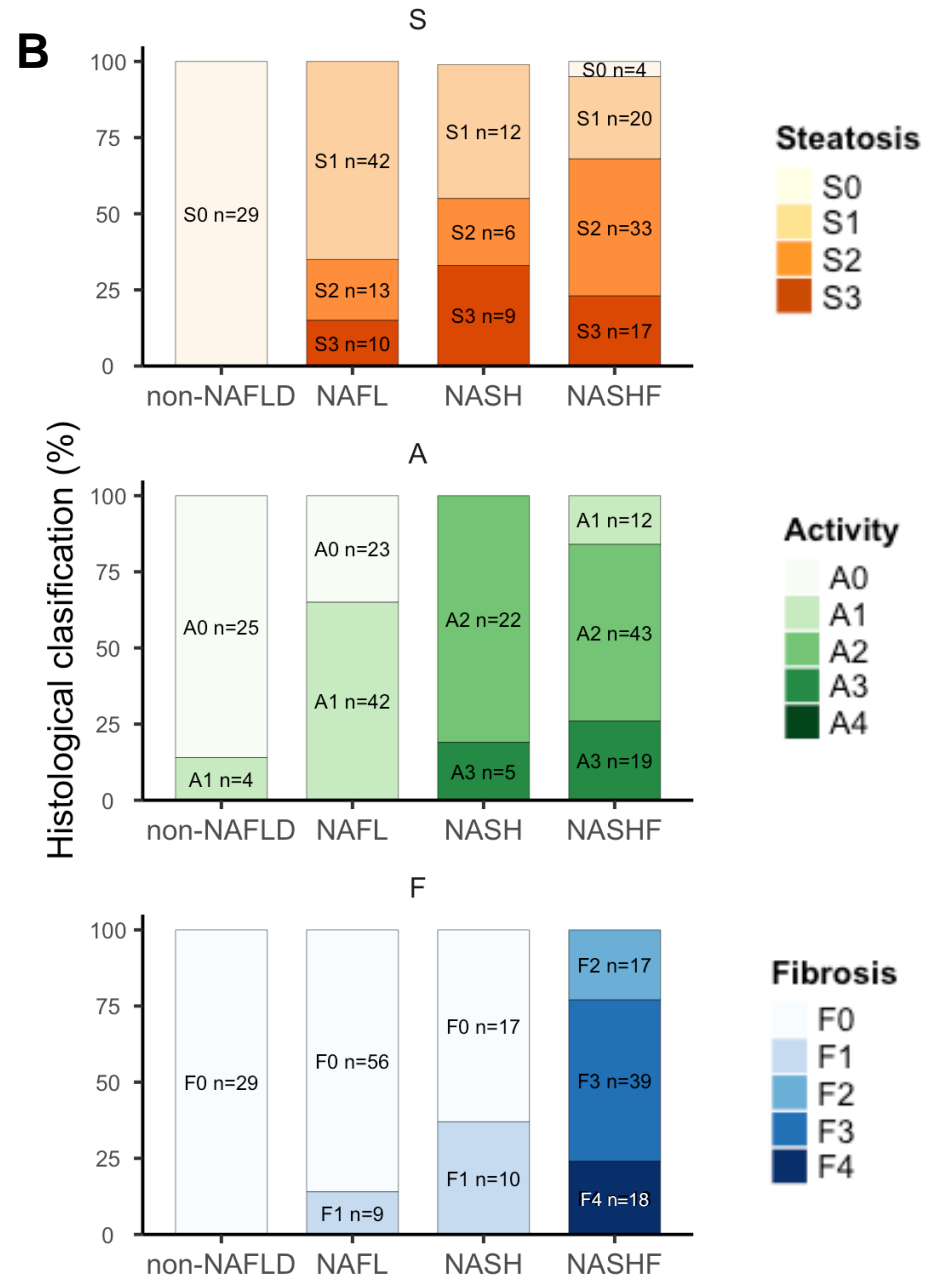 B
S
100
75
50
25
0
S0 n=29
S1 n=42
S2 n=13
S3 n=10
S1 n=12
S2 n=6
S3 n=9
S0 n=4
S1 n=20
S2 n=33
S3 n=17
non-NAFLD NAFL NASH NASHF
Steatosis
S0
S1
S2
S3
Histological clasification (%)
A
100
75
50
25
0
A0 n=25
A1 n=4
A0 n=23
A1 n=42
A2 n=22
A3 n=5
A1 n=12
A2 n=43
A3 n=19
non-NAFLD NAFL NASH NASHF
Activity
A0
A1
A2
A3
A4
F
100
75
50
25
0
F0 n=29
F0 n=56
F1 n=9
F0 n=17
F1 n=10
F2 n=17
F3 n=39
F4 n=18
non-NAFLD NAFL NASH NASHF
Fibrosis
F0
F1
F2
F3
F4